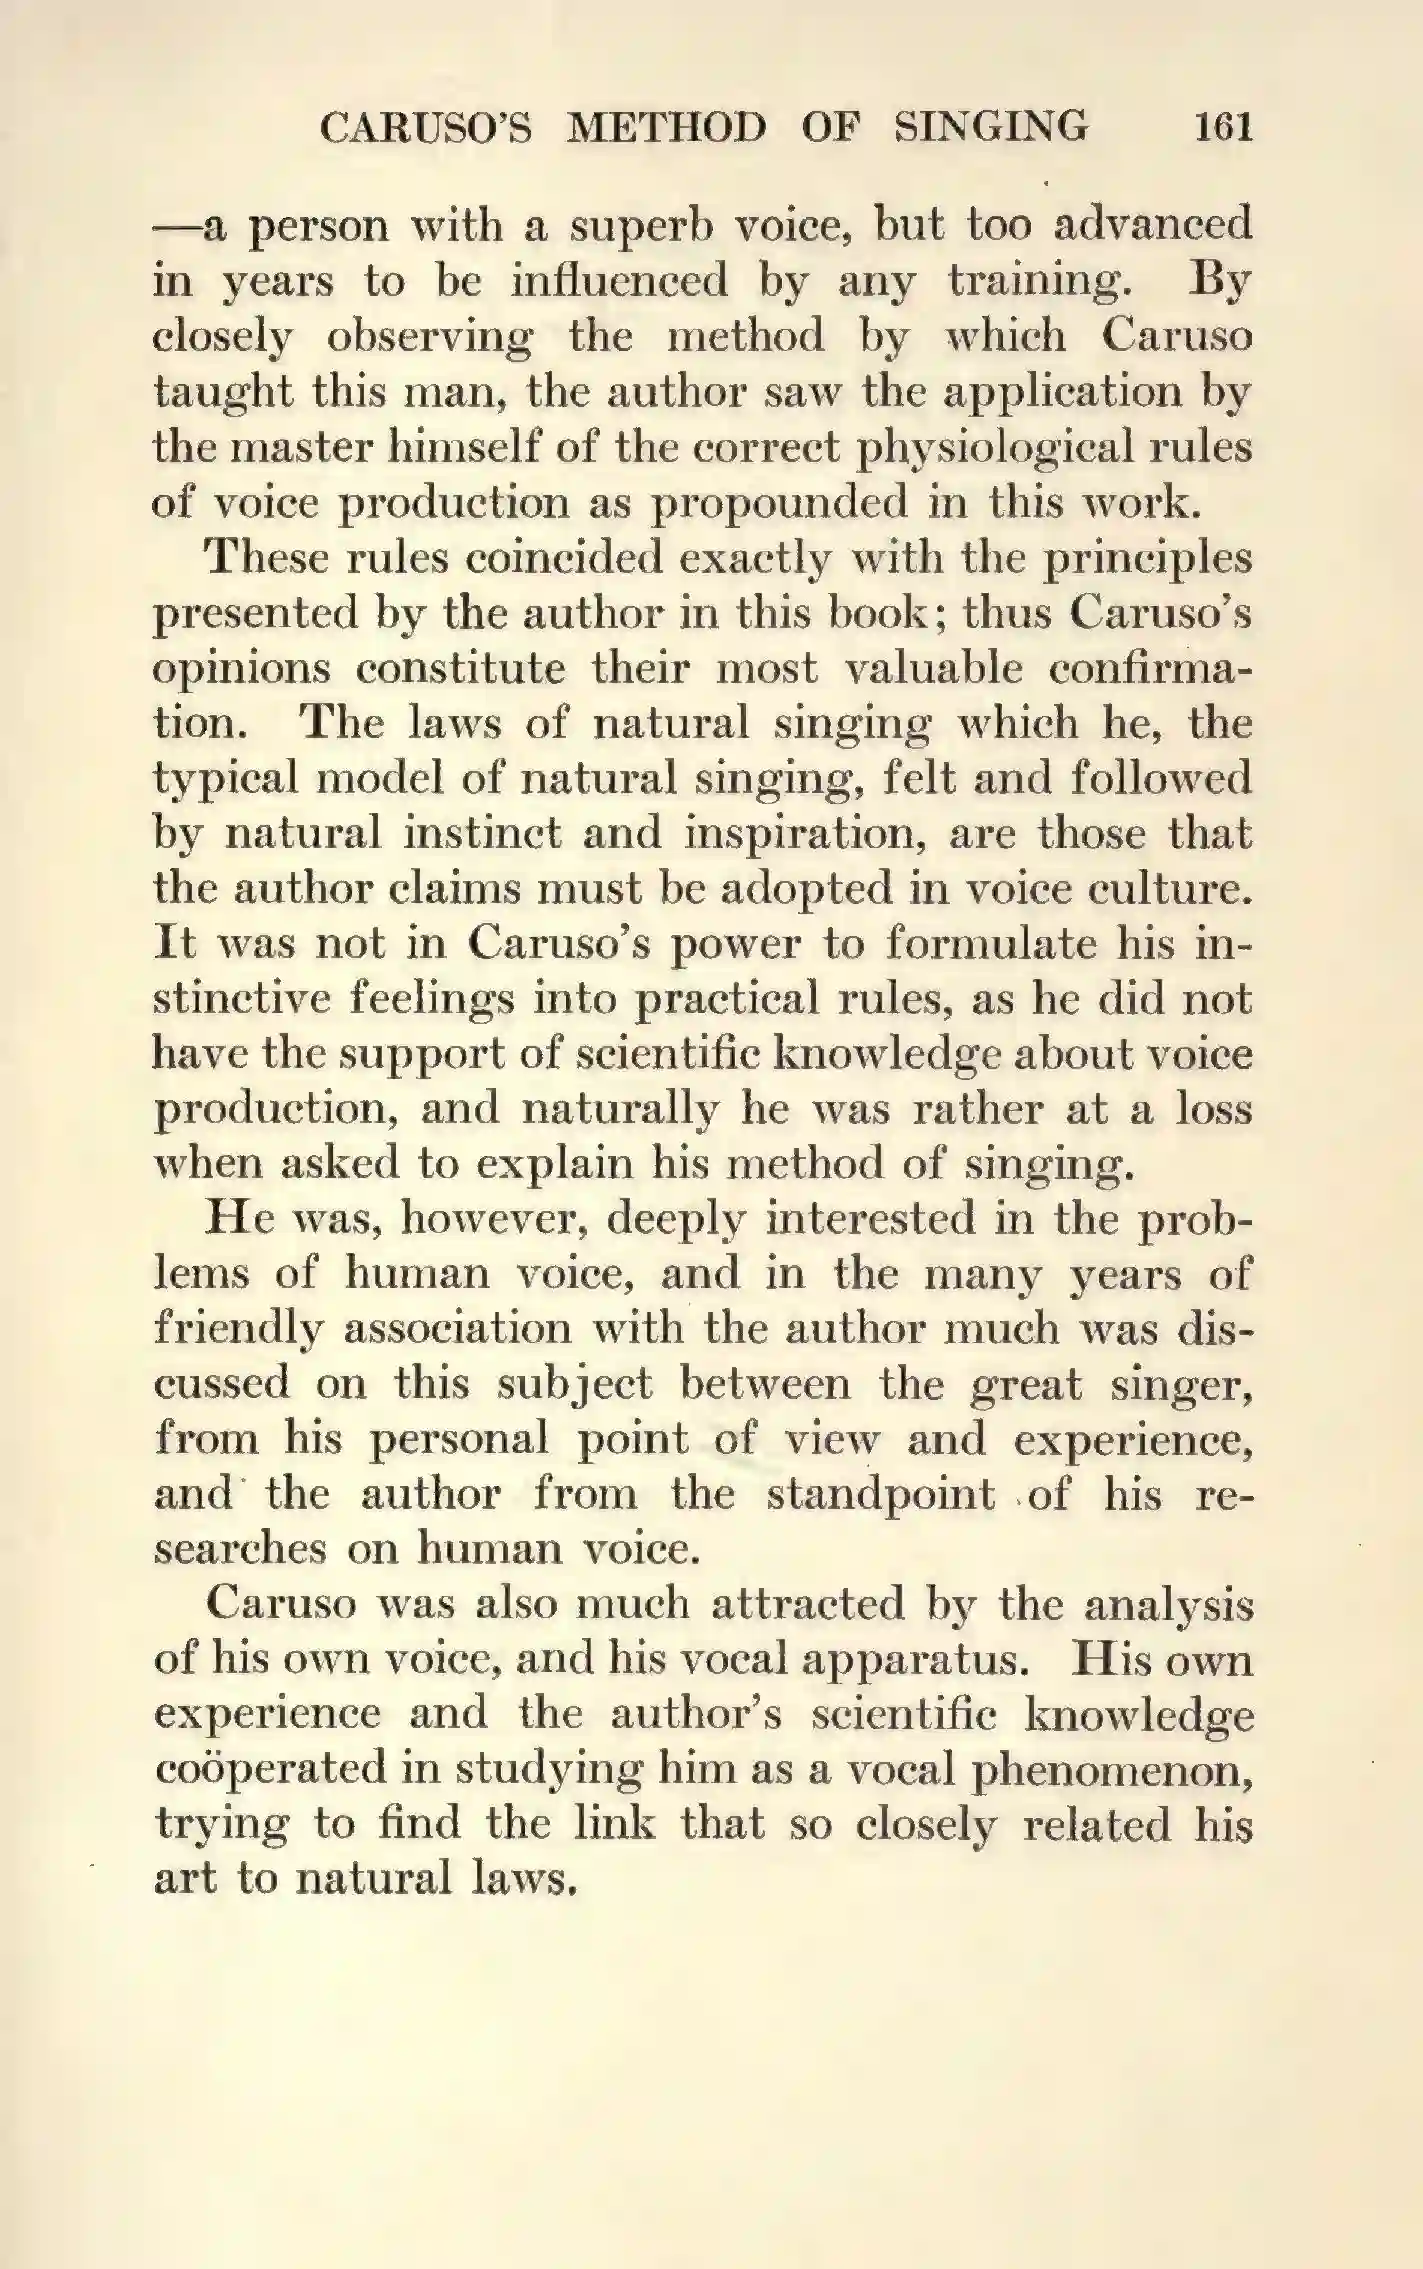 CARUSO'S METHOD OF SINGING 161
—a person with a superb voice, but too advanced
in years to be influenced by any training. By
closely observing the method by which Caruso
taught this man, the author saw the application by
the master himself of the correct physiological rules
of voice production as propounded in this work.
These rules coincided exactly with the principles
presented by the author in this book; thus Caruso's
opinions constitute their most valuable confirma-
tion. The laws of natural singing which he, the
typical model of natural singing, felt and followed
by natural instinct and inspiration, are those that
the author claims must be adopted in voice culture.
It was not in Caruso's power to formulate his in-
stinctive feelings into practical rules, as he did not
have the support of scientific knowledge about voice
production, and naturally he was rather at a loss
when asked to explain his method of singing.
He was, however, deeply interested in the prob-
lems of human voice, and in the many years of
friendly association with the author much was dis-
cussed on this subject between the great singer,
from his personal point of view and experience,
and the author from the standpoint of his re-
searches on human voice.
Caruso was also much attracted by the analysis
of his own voice, and his vocal apparatus. His own
experience and the author's scientific knowledge
coöperated in studying him as a vocal phenomenon,
trying to find the link that so closely related his
art to natural laws.